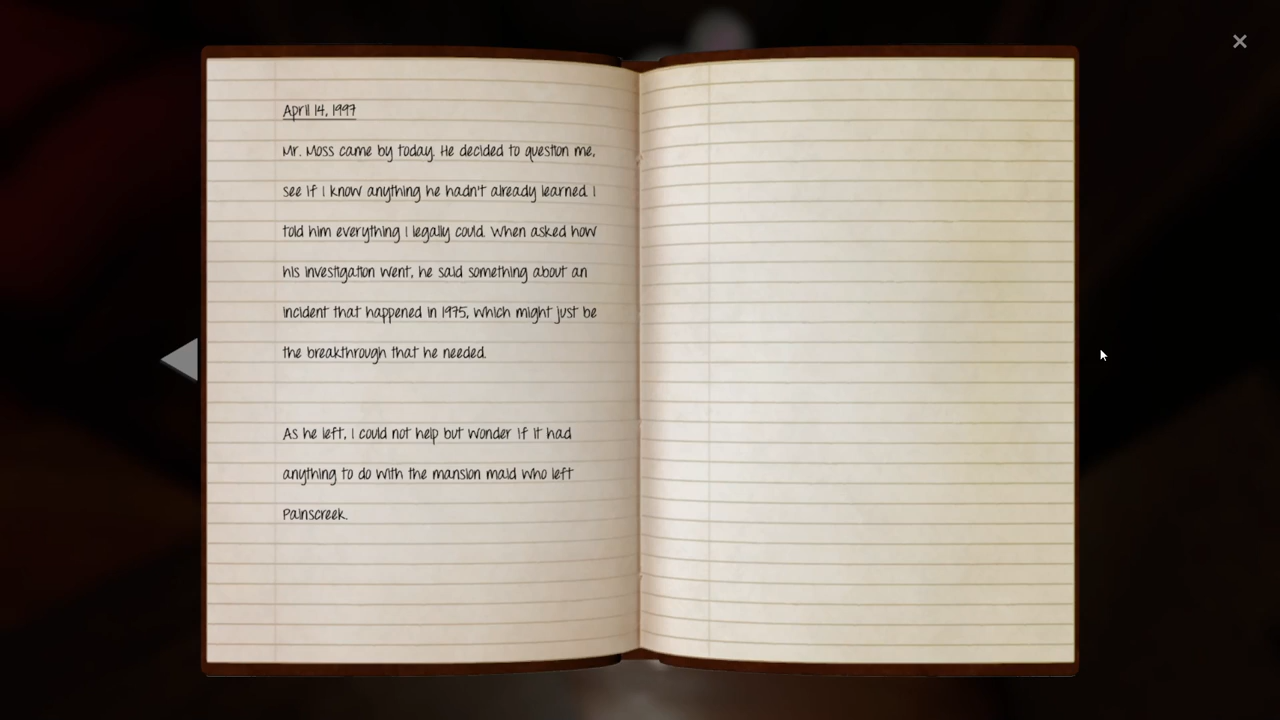 April 14, 1997
Mr. Moss came by today. He decided to question me,
see if I know anything he hadn't already learned. I
told him everything I legally could. When asked how
his investigation went, he said something about an
incident that happened in 1975, which might just be
the breakthrough that he needed.
As he left, I could not help but wonder if it had
anything to do with the mansion maid who left
Painscreek.